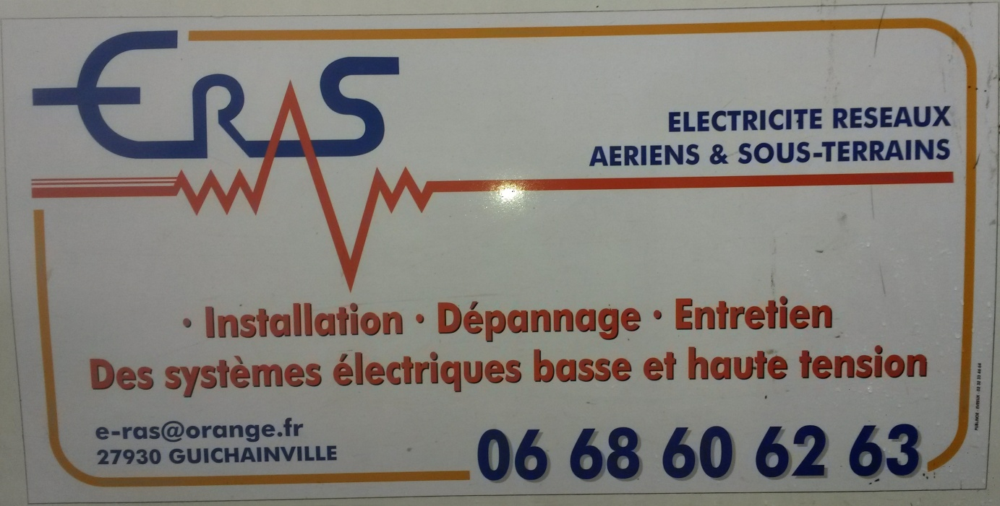 ERAS
ELECTRICITE RESEAUX
AERIENS & SOUS-TERRAINS
· Installation · Dépannage · Entretien
Des systèmes électriques basse et haute tension
e-ras@orange.fr
27930 GUICHAINVILLE
06 68 60 62 63